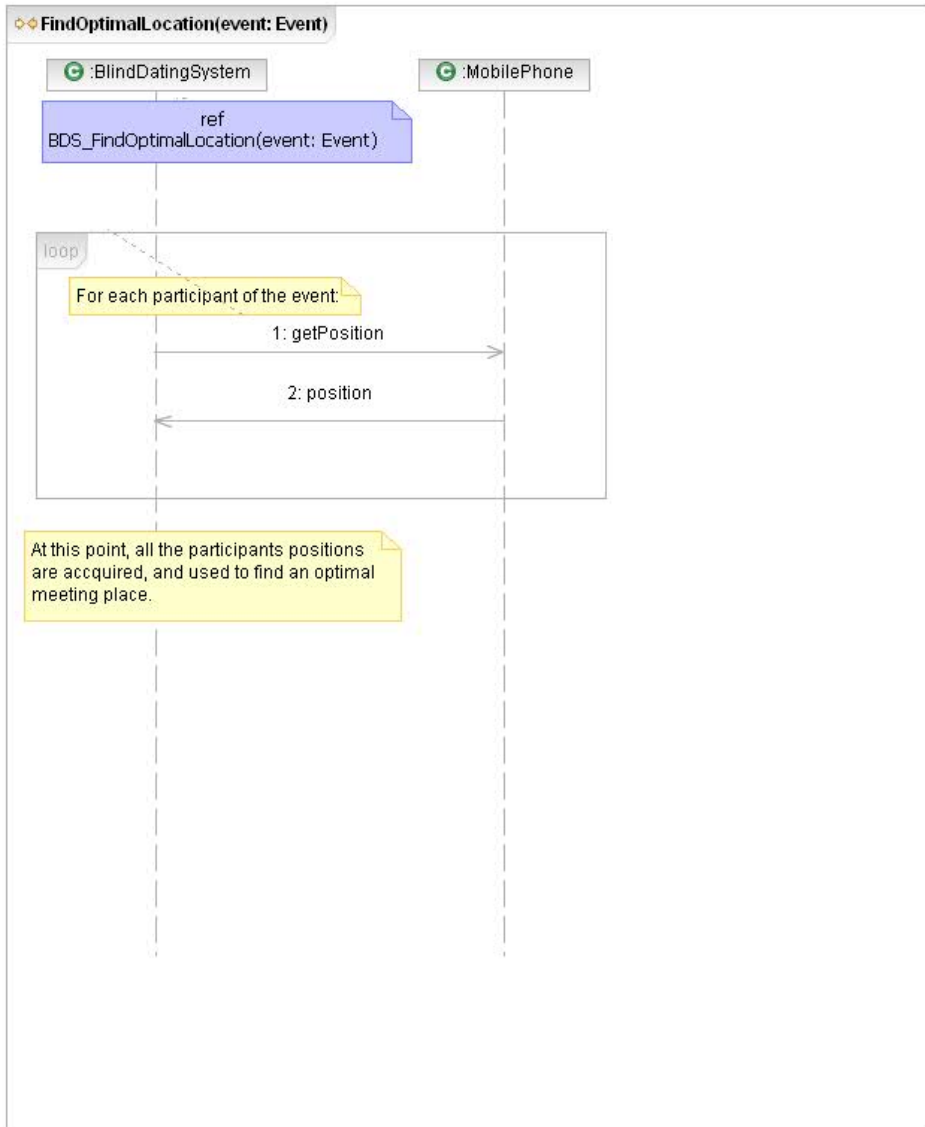 FindOptimalLocation(event: Event)
C :BlindDatingSystem
C :MobilePhone
ref
BDS_FindOptimalLocation(event: Event)
loop
For each participant of the event:
1: getPosition
2: position
At this point, all the participants positions
are accquired, and used to find an optimal
meeting place.